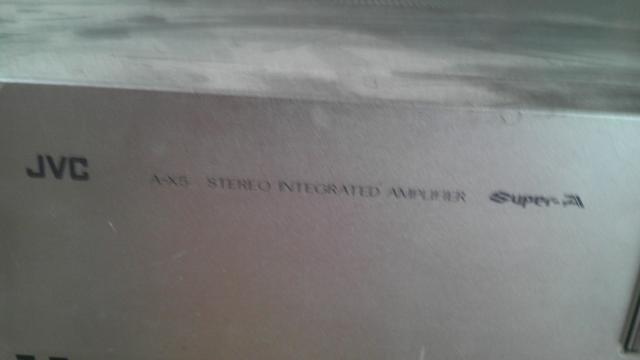 JVC A-X5 STEREO INTEGRATED AMPLIFIER Super-A